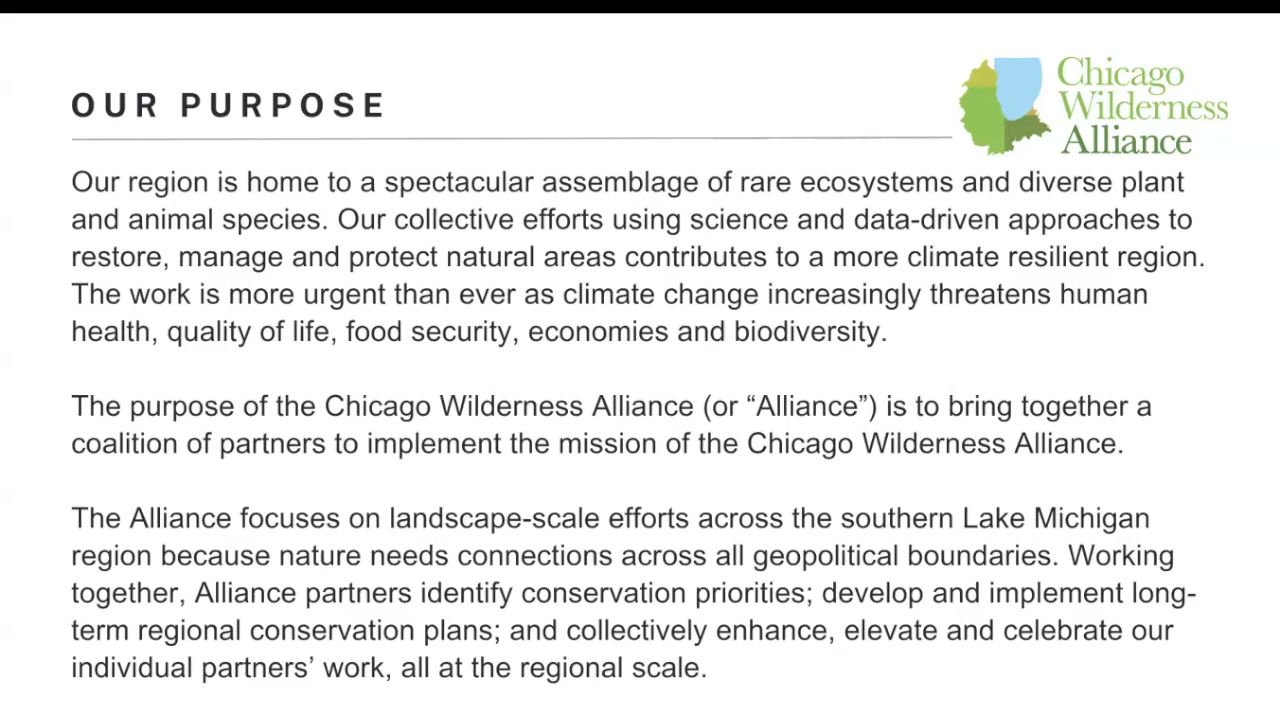 OUR PURPOSE
Chicago
Wilderness
Alliance
Our region is home to a spectacular assemblage of rare ecosystems and diverse plant
and animal species. Our collective efforts using science and data-driven approaches to
restore, manage and protect natural areas contributes to a more climate resilient region.
The work is more urgent than ever as climate change increasingly threatens human
health, quality of life, food security, economies and biodiversity.
The purpose of the Chicago Wilderness Alliance (or “Alliance”) is to bring together a
coalition of partners to implement the mission of the Chicago Wilderness Alliance.
The Alliance focuses on landscape-scale efforts across the southern Lake Michigan
region because nature needs connections across all geopolitical boundaries. Working
together, Alliance partners identify conservation priorities; develop and implement long-
term regional conservation plans; and collectively enhance, elevate and celebrate our
individual partners’ work, all at the regional scale.